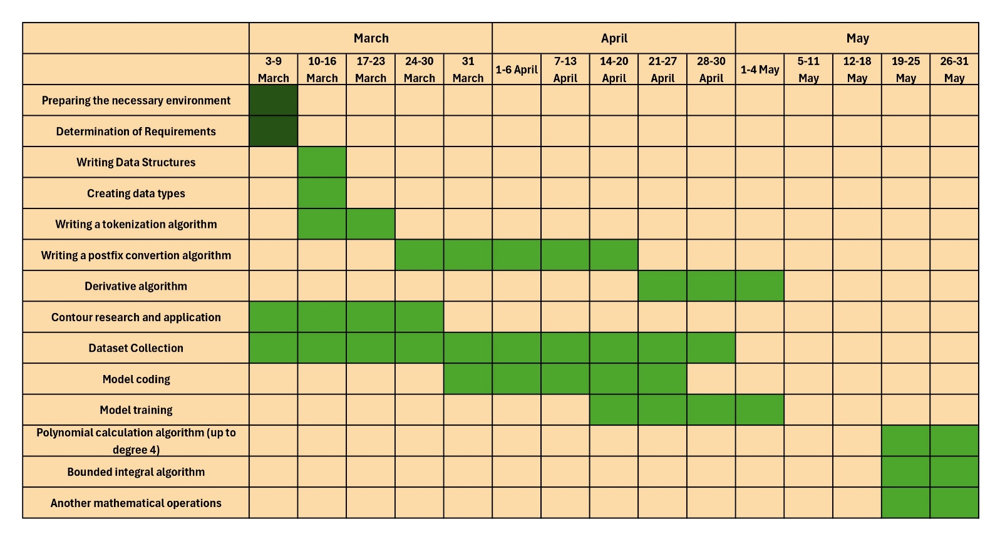 March
April
May
3-9
March
10-16
March
17-23
March
24-30
March
31
March
1-6 April
7-13
April
14-20
April
21-27
April
28-30
April
1-4 May
5-11
May
12-18
May
19-25
May
26-31
May
Preparing the necessary environment
Determination of Requirements
Writing Data Structures
Creating data types
Writing a tokenization algorithm
Writing a postfix convertion algorithm
Derivative algorithm
Contour research and application
Dataset Collection
Model coding
Model training
Polynomial calculation algorithm (up to
degree 4)
Bounded integral algorithm
Another mathematical operations